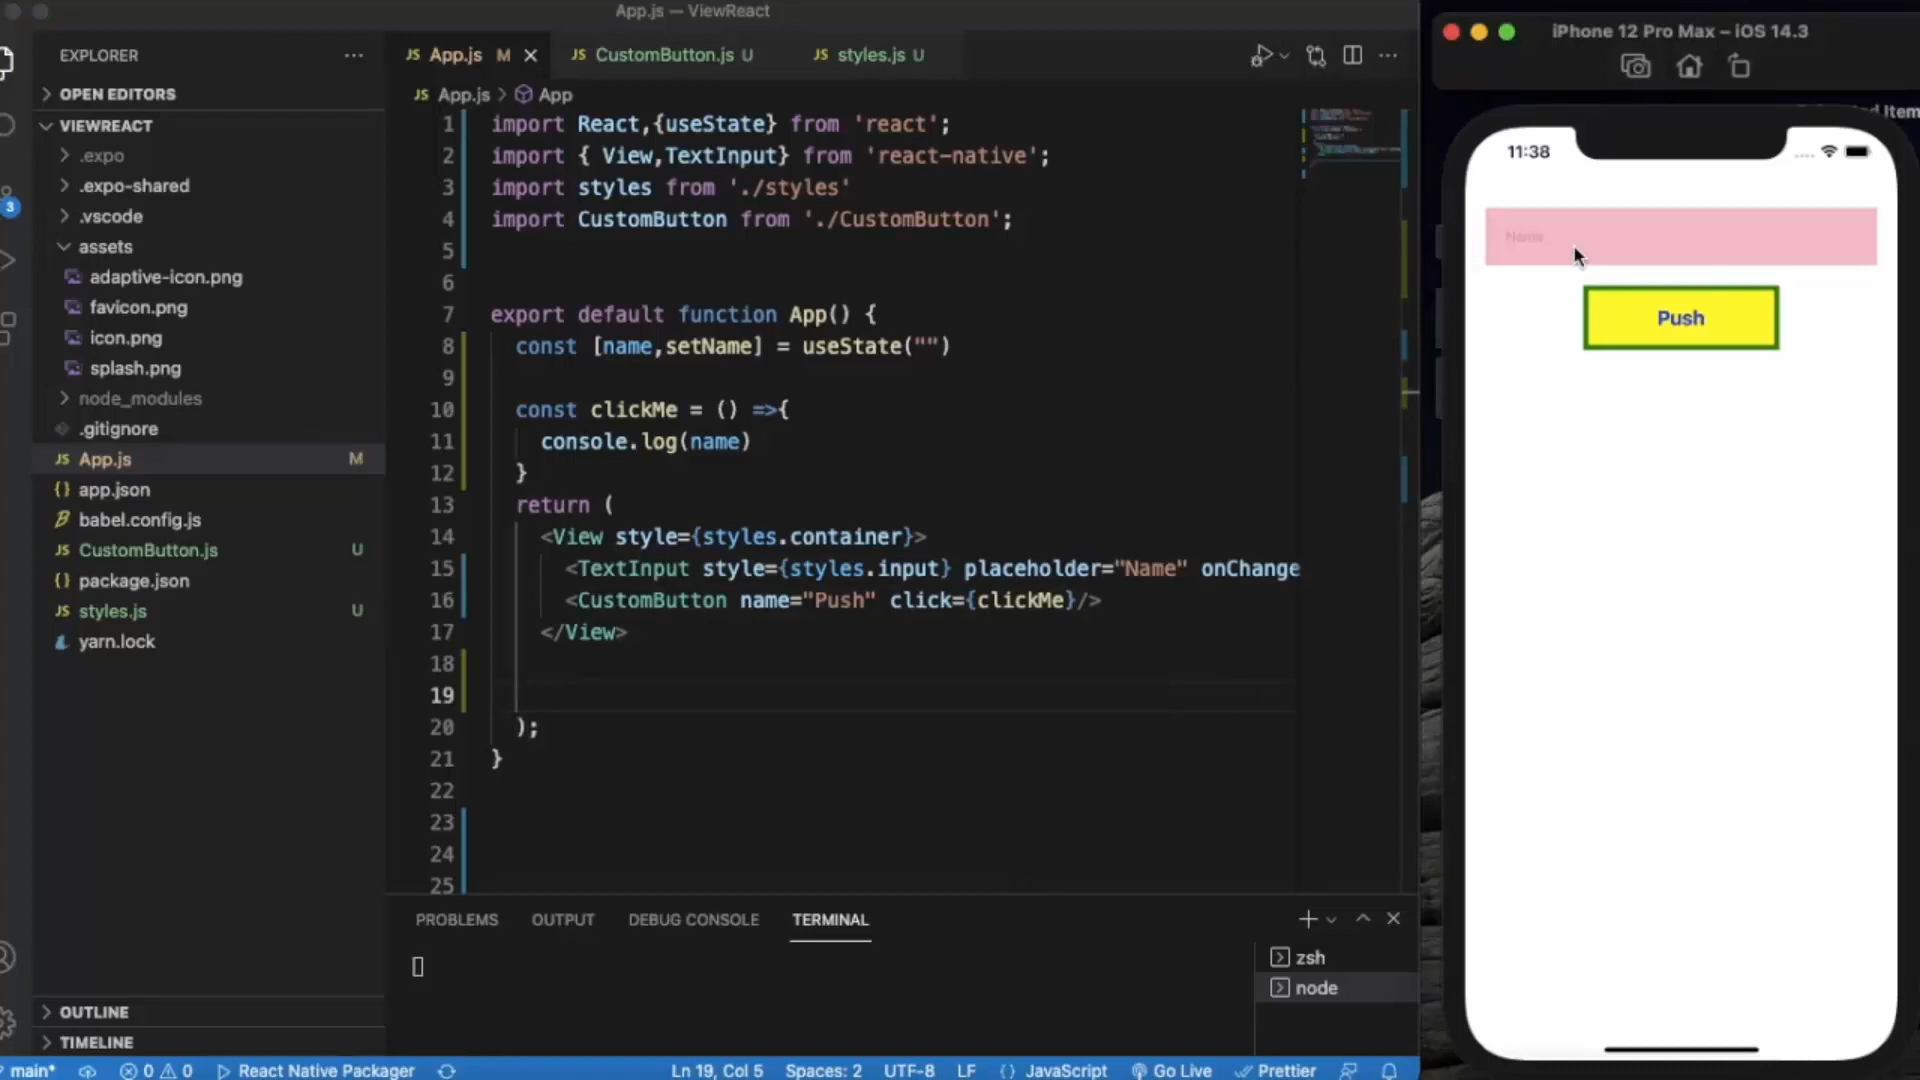 App.js — ViewReact
EXPLORER
OPEN EDITORS
VIEWREACT
.expo
.expo-shared
.vscode
assets
adaptive-icon.png
favicon.png
icon.png
splash.png
node_modules
.gitignore
JS App.js M
{} app.json
babel.config.js
JS CustomButton.js U
{} package.json
JS styles.js U
yarn.lock
OUTLINE
TIMELINE
3
JS App.js M
JS CustomButton.js U
JS styles.js U
JS App.js > App
1 import React,{useState} from 'react';
2 import { View,TextInput} from 'react-native';
3 import styles from './styles'
4 import CustomButton from './CustomButton';
5
6
7 export default function App() {
8 const [name,setName] = useState("")
9
10 const clickMe = () =>{
11 console.log(name)
12 }
13 return (
14 <View style={styles.container}>
15 <TextInput style={styles.input} placeholder="Name" onChange
16 <CustomButton name="Push" click={clickMe}/>
17 </View>
18
19
20 );
21 }
22
23
24
25
PROBLEMS OUTPUT DEBUG CONSOLE TERMINAL
zsh
node
main* 0 0 React Native Packager Ln 19, Col 5 Spaces: 2 UTF-8 LF {} JavaScript Go Live Prettier
iPhone 12 Pro Max – iOS 14.3
11:38
Name
Push